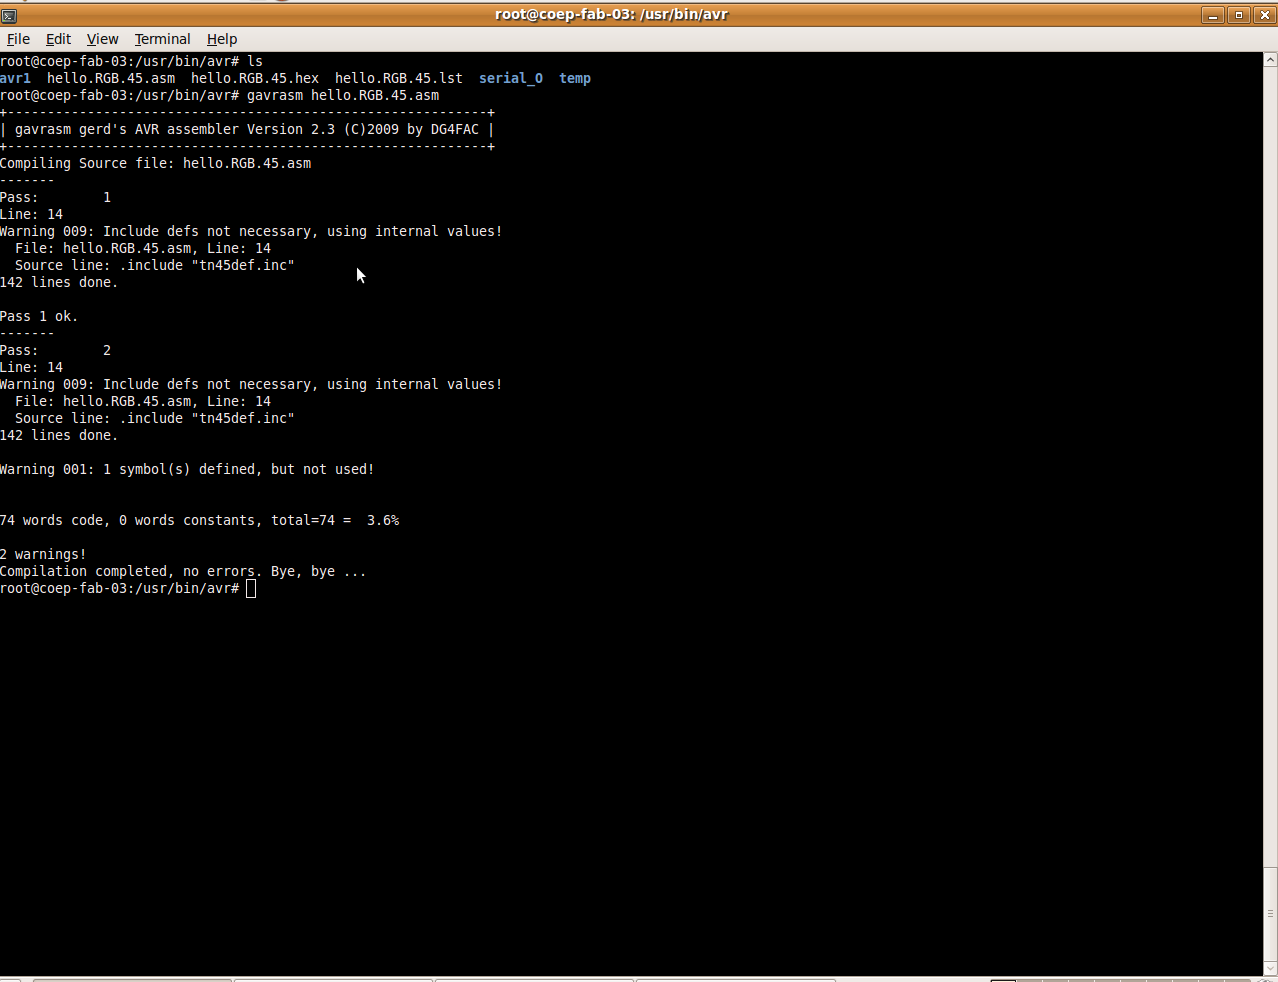 root@coep-fab-03: /usr/bin/avr
File Edit View Terminal Help
root@coep-fab-03:/usr/bin/avr# ls
avr1  hello.RGB.45.asm  hello.RGB.45.hex  hello.RGB.45.lst  serial_O  temp
root@coep-fab-03:/usr/bin/avr# gavrasm hello.RGB.45.asm
+------------------------------------------------------------+
| gavrasm gerd's AVR assembler Version 2.3 (C)2009 by DG4FAC |
+------------------------------------------------------------+
Compiling Source file: hello.RGB.45.asm
-------
Pass:        1
Line: 14
Warning 009: Include defs not necessary, using internal values!
  File: hello.RGB.45.asm, Line: 14
  Source line: .include "tn45def.inc"
142 lines done.
Pass 1 ok.
-------
Pass:        2
Line: 14
Warning 009: Include defs not necessary, using internal values!
  File: hello.RGB.45.asm, Line: 14
  Source line: .include "tn45def.inc"
142 lines done.
Warning 001: 1 symbol(s) defined, but not used!
74 words code, 0 words constants, total=74 =  3.6%
2 warnings!
Compilation completed, no errors. Bye, bye ...
root@coep-fab-03:/usr/bin/avr#